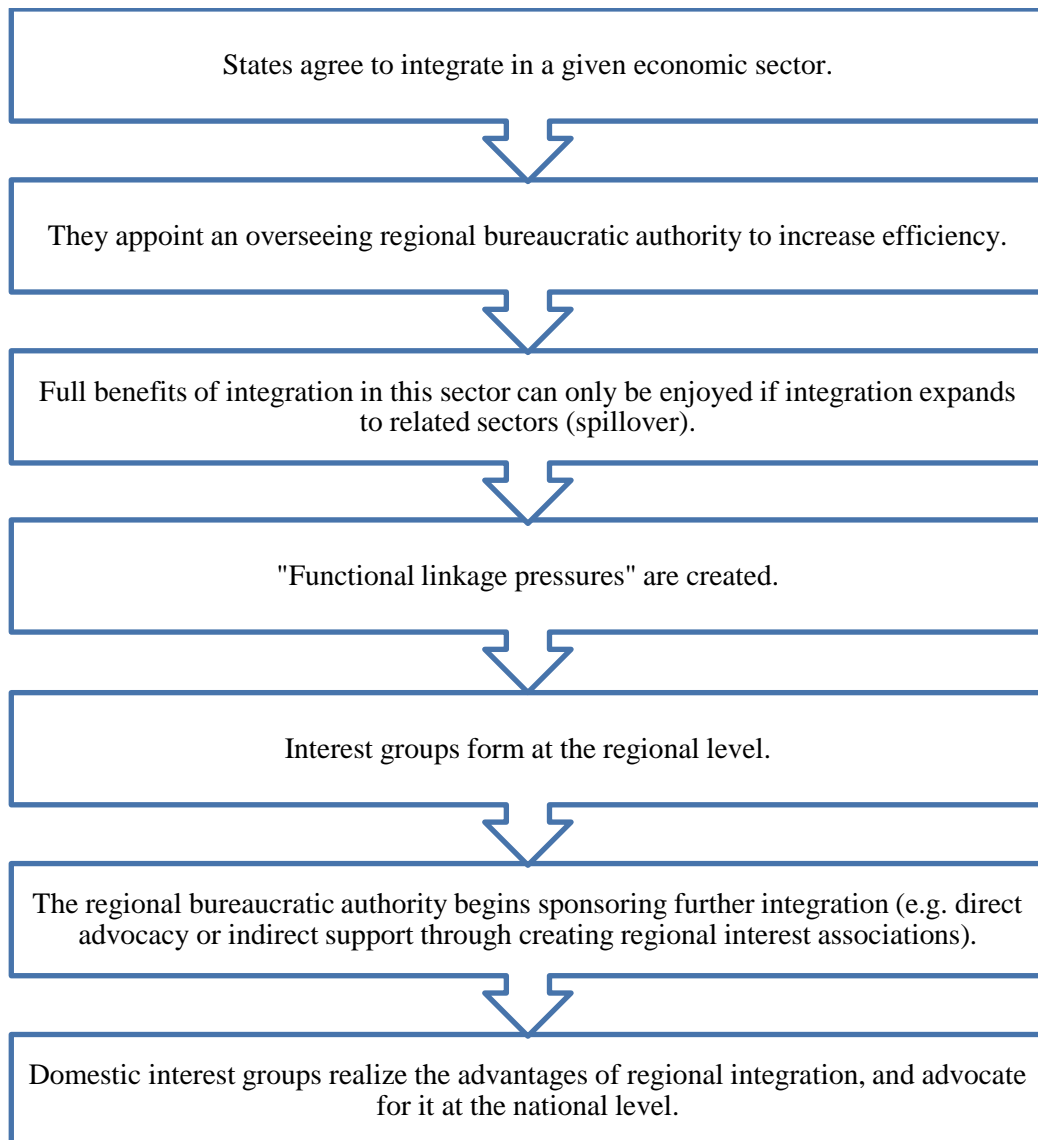 States agree to integrate in a given economic sector.
They appoint an overseeing regional bureaucratic authority to increase efficiency.
Full benefits of integration in this sector can only be enjoyed if integration expands
to related sectors (spillover).
"Functional linkage pressures" are created.
Interest groups form at the regional level.
The regional bureaucratic authority begins sponsoring further integration (e.g. direct
advocacy or indirect support through creating regional interest associations).
Domestic interest groups realize the advantages of regional integration, and advocate
for it at the national level.